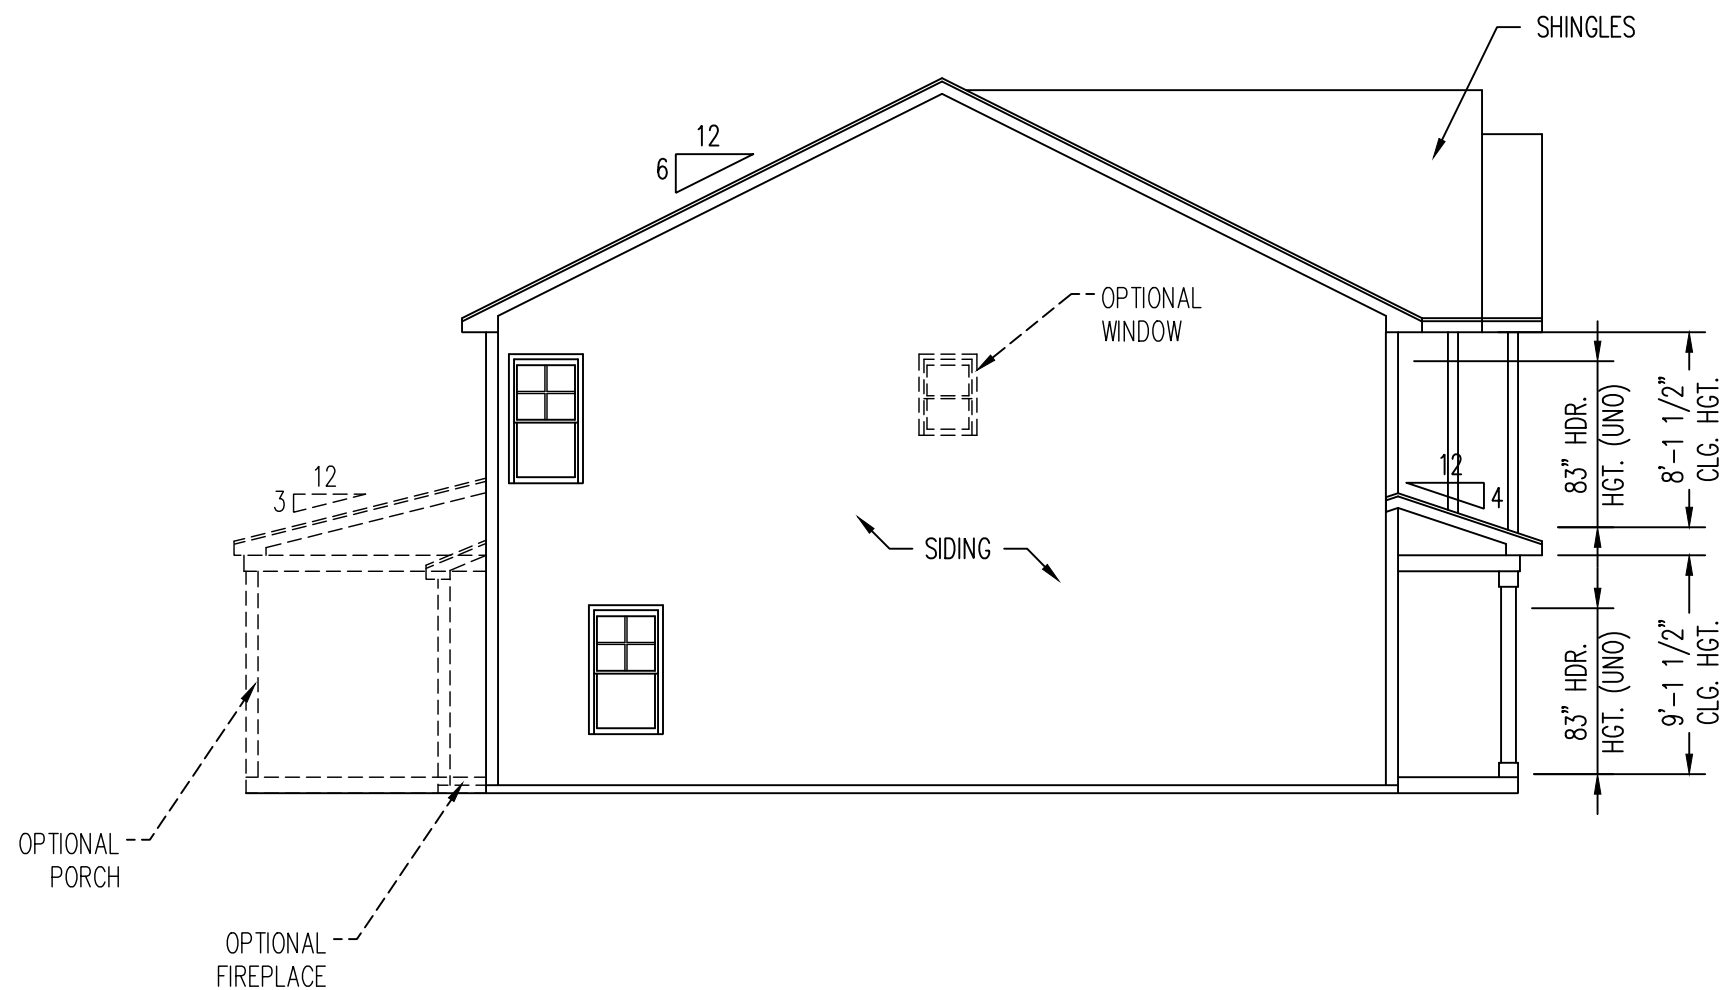 SHINGLES
12
6
OPTIONAL
WINDOW
12
3
12
4
SIDING
83" HDR.
HGT. (UNO)
8'-1 1/2"
CLG. HGT.
83" HDR.
HGT. (UNO)
9'-1 1/2"
CLG. HGT.
OPTIONAL
PORCH
OPTIONAL
FIREPLACE